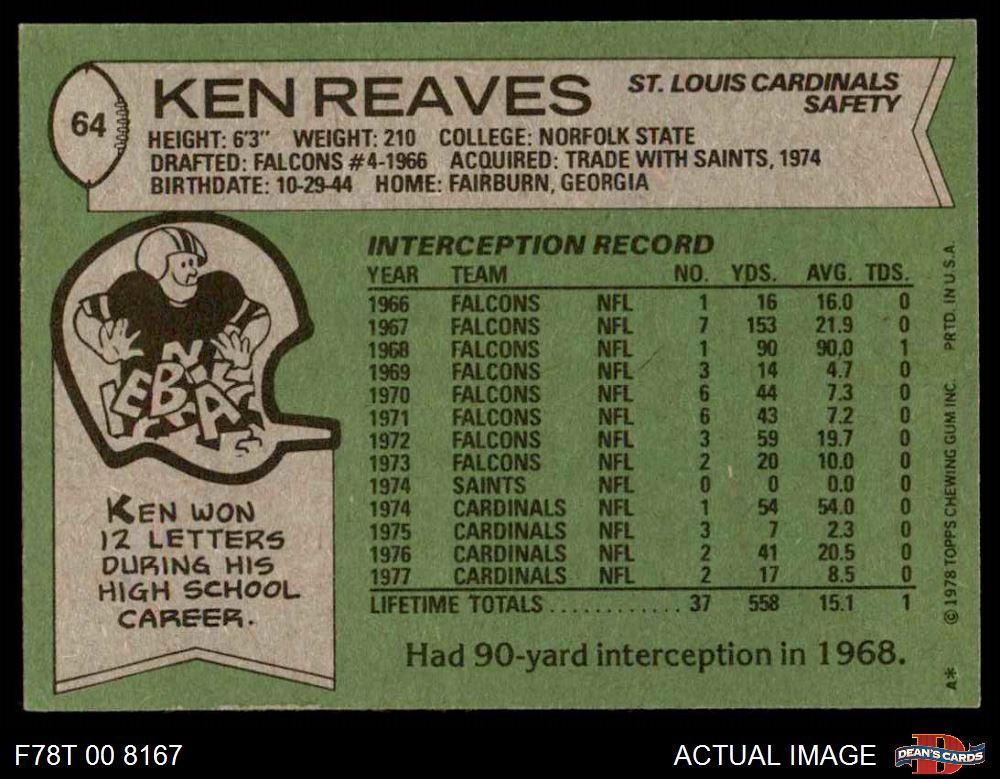 64
KEN REAVES
ST. LOUIS CARDINALS
SAFETY
HEIGHT: 6'3" WEIGHT: 210 COLLEGE: NORFOLK STATE
DRAFTED: FALCONS #4-1966 ACQUIRED: TRADE WITH SAINTS, 1974
BIRTHDATE: 10-29-44 HOME: FAIRBURN, GEORGIA
KEN WON
12 LETTERS
DURING HIS
HIGH SCHOOL
CAREER.
INTERCEPTION RECORD
YEAR TEAM NO. YDS. AVG. TDS.
1966 FALCONS NFL 1 16 16.0 0
1967 FALCONS NFL 7 153 21.9 0
1968 FALCONS NFL 1 90 90.0 1
1969 FALCONS NFL 3 14 4.7 0
1970 FALCONS NFL 6 44 7.3 0
1971 FALCONS NFL 6 43 7.2 0
1972 FALCONS NFL 3 59 19.7 0
1973 FALCONS NFL 2 20 10.0 0
1974 SAINTS NFL 0 0 0.0 0
1974 CARDINALS NFL 1 54 54.0 0
1975 CARDINALS NFL 3 7 2.3 0
1976 CARDINALS NFL 2 41 20.5 0
1977 CARDINALS NFL 2 17 8.5 0
LIFETIME TOTALS............ 37 558 15.1 1
Had 90-yard interception in 1968.
A* © 1978 TOPPS CHEWING GUM INC. PRTD. IN U.S.A.
F78T 00 8167
ACTUAL IMAGE
D
DEAN'S CARDS